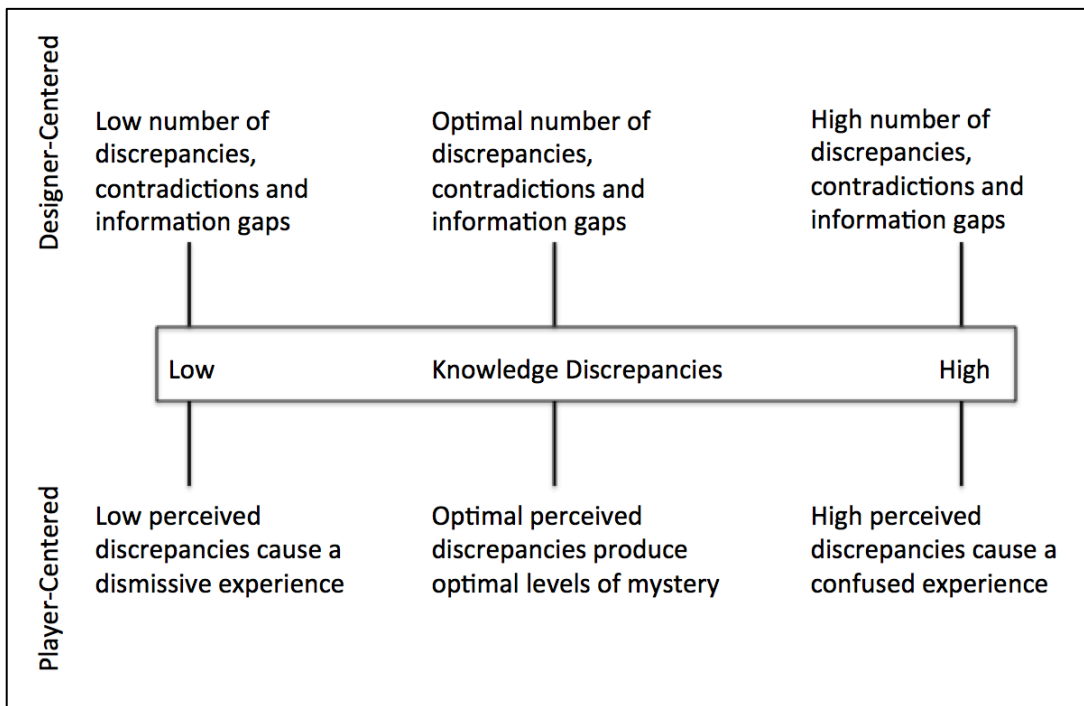 Designer-Centered
Low number of
discrepancies,
contradictions and
information gaps
Optimal number of
discrepancies,
contradictions and
information gaps
High number of
discrepancies,
contradictions and
information gaps
Low
Knowledge Discrepancies
High
Player-Centered
Low perceived
discrepancies cause a
dismissive experience
Optimal perceived
discrepancies produce
optimal levels of mystery
High perceived
discrepancies cause a
confused experience